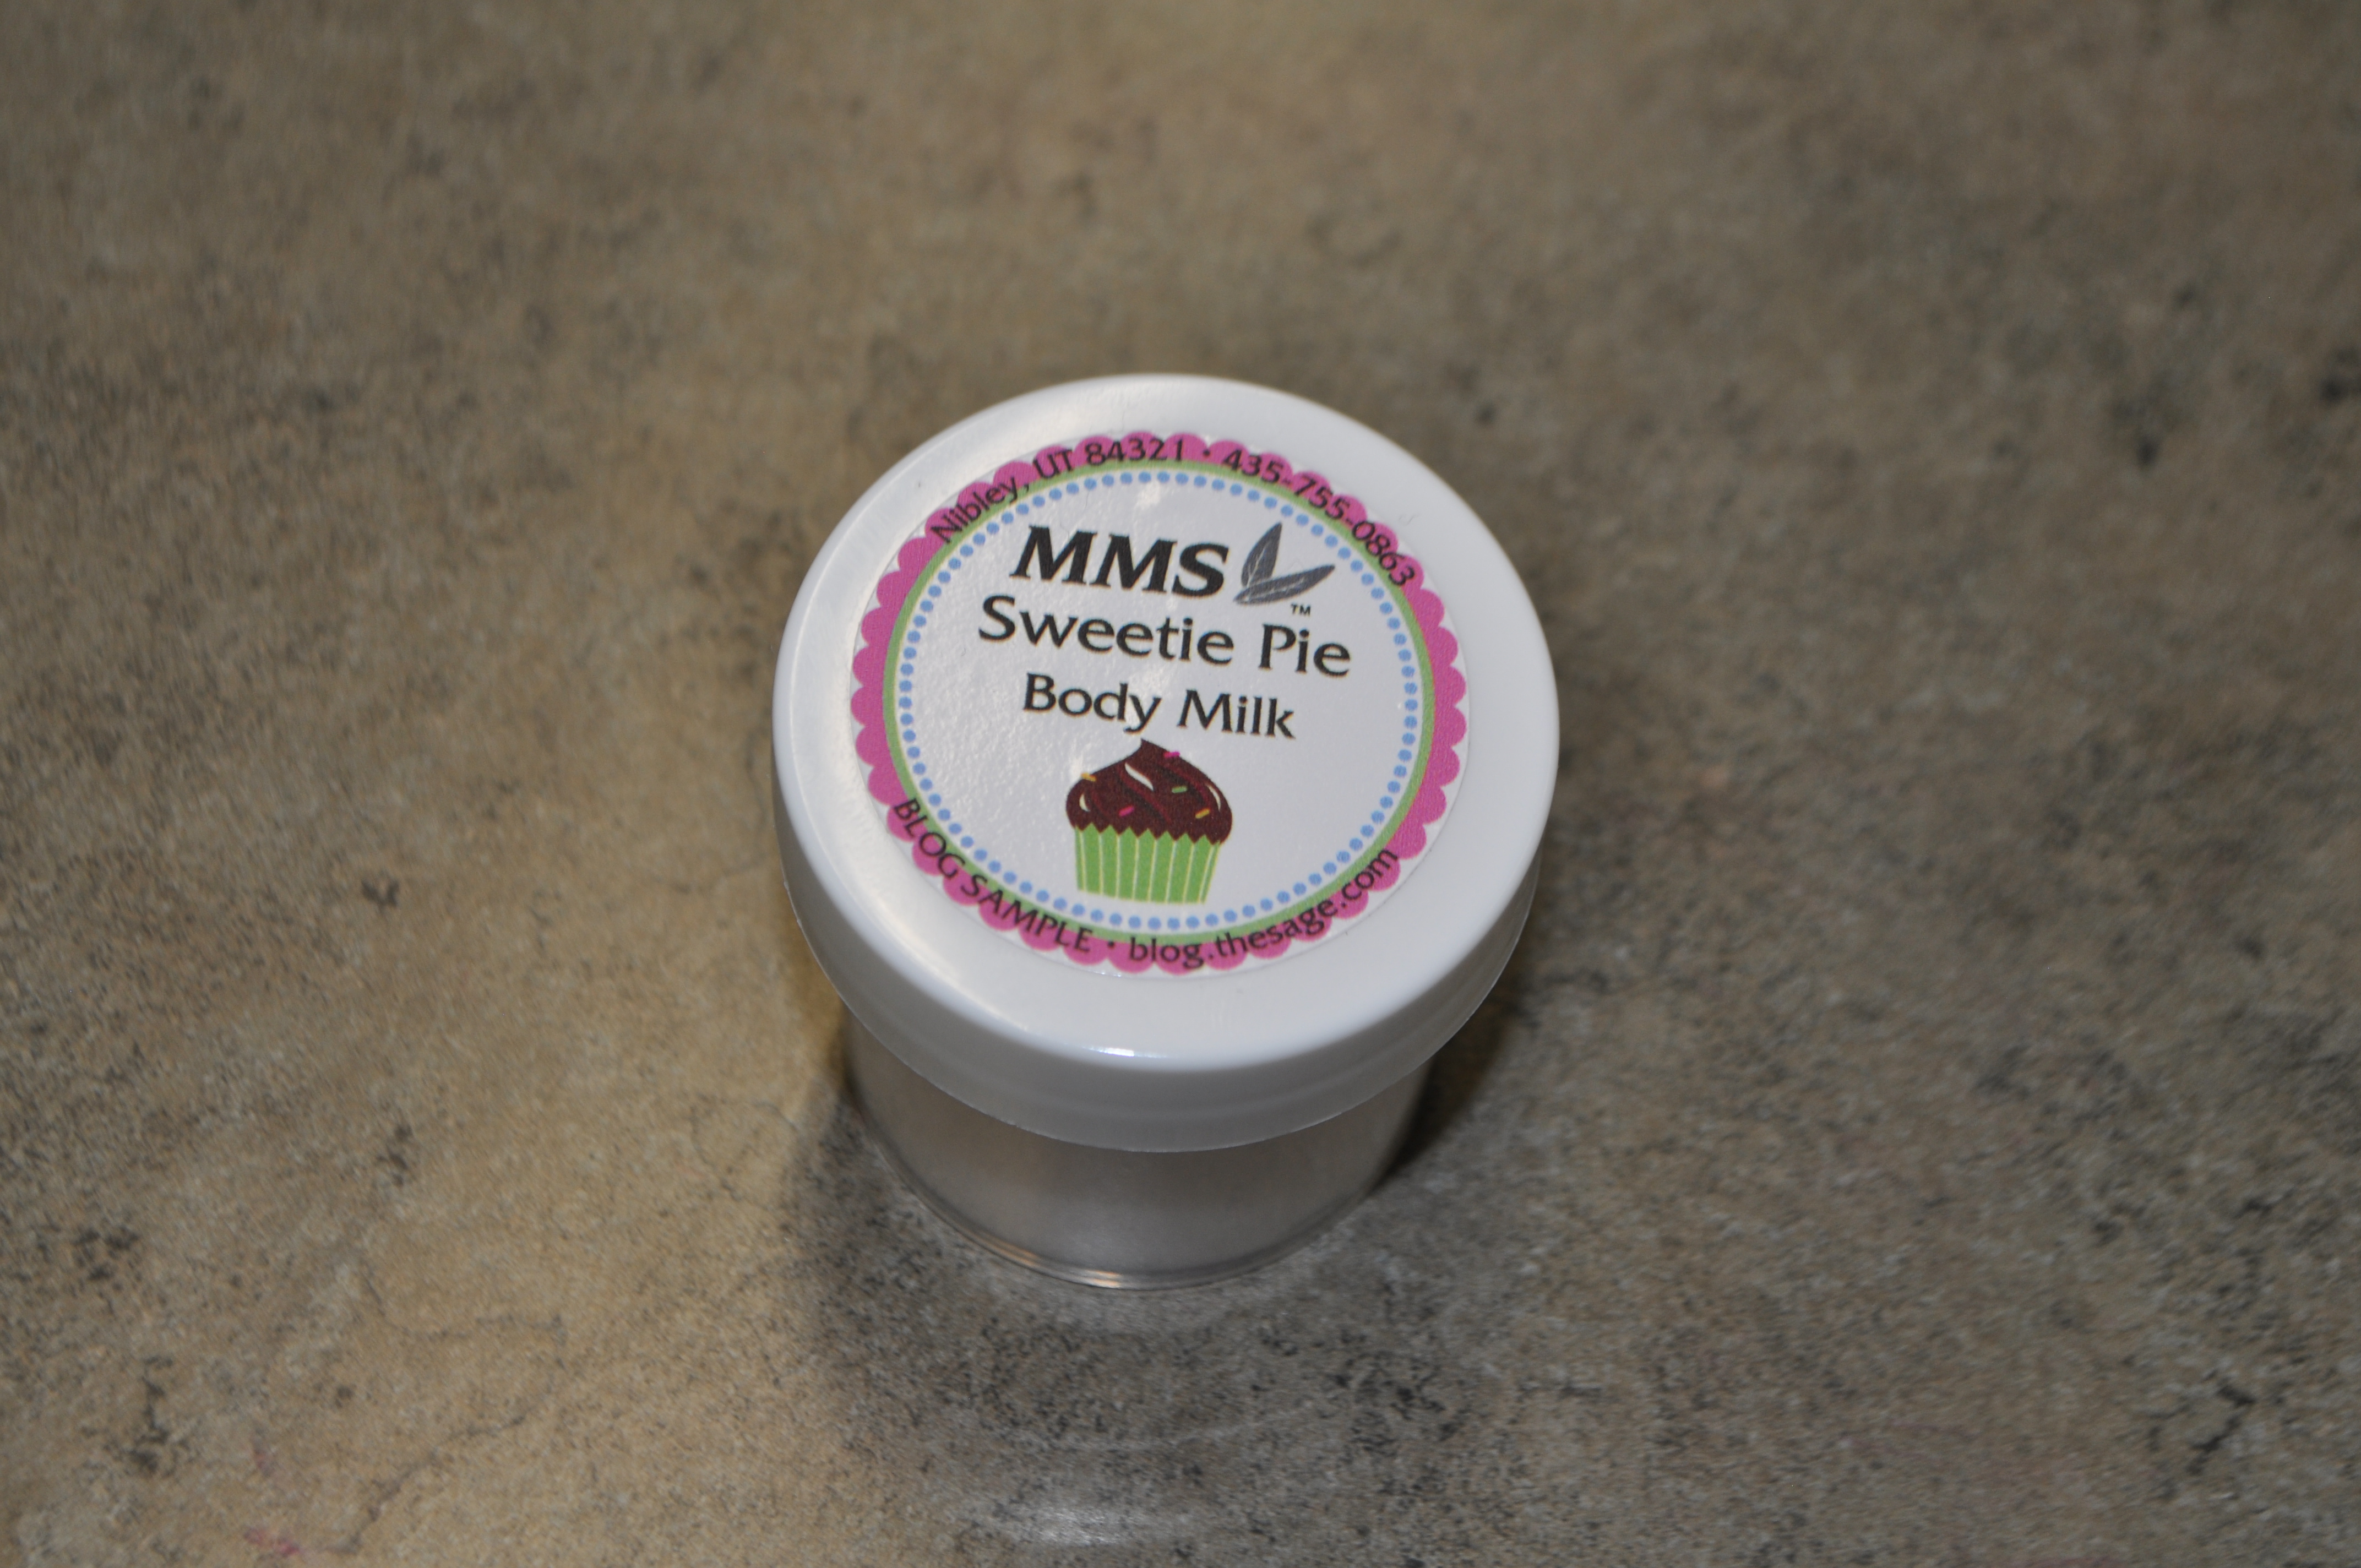 Nibley, UT 84321 • 435-755-0863
MMS
TM
Sweetie Pie
Body Milk
BLOG SAMPLE • blog.thesage.com